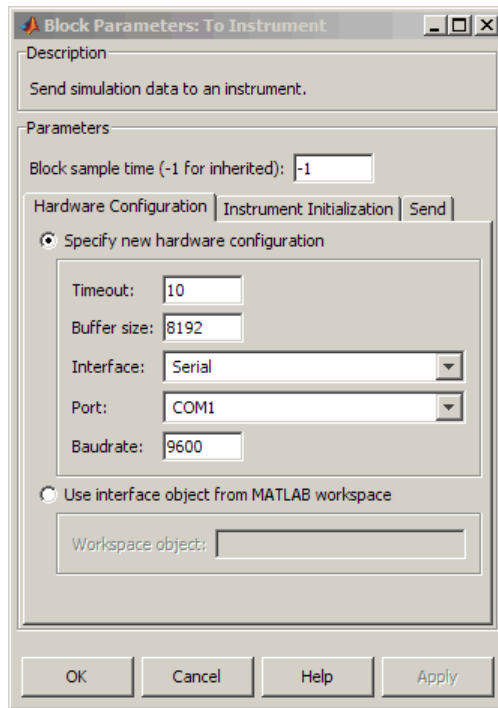 Block Parameters: To Instrument
Description
Send simulation data to an instrument.
Parameters
Block sample time (-1 for inherited): -1
Hardware Configuration Instrument Initialization Send
Specify new hardware configuration
Timeout: 10
Buffer size: 8192
Interface: Serial
Port: COM1
Baudrate: 9600
Use interface object from MATLAB workspace
Workspace object:
OK Cancel Help Apply